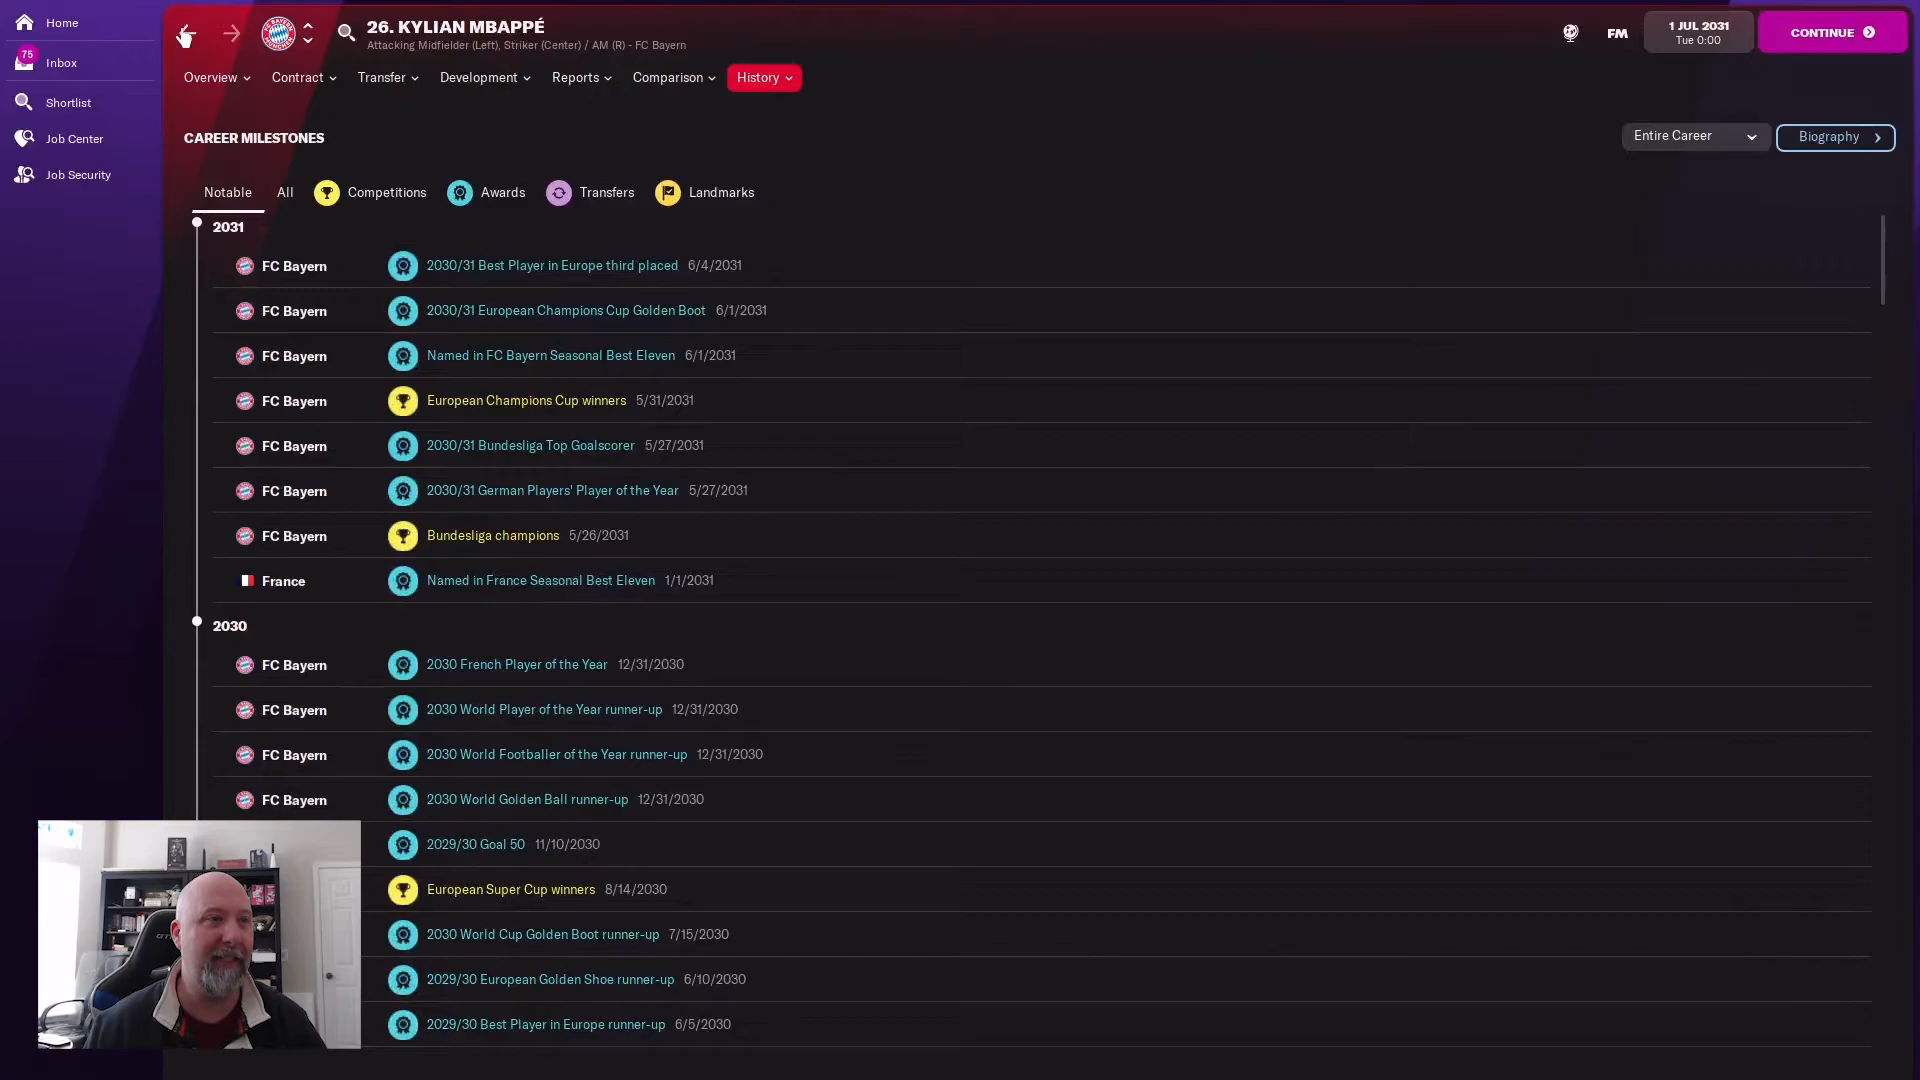 Home
75
Inbox
Shortlist
Job Center
Job Security
26. KYLIAN MBAPPÉ
Attacking Midfielder (Left), Striker (Center) / AM (R) - FC Bayern
FM
1 JUL 2031
Tue 0:00
CONTINUE
Overview
Contract
Transfer
Development
Reports
Comparison
History
CAREER MILESTONES
Entire Career
Biography
Notable
All
Competitions
Awards
Transfers
Landmarks
2031
FC Bayern 2030/31 Best Player in Europe third placed 6/4/2031
FC Bayern 2030/31 European Champions Cup Golden Boot 6/1/2031
FC Bayern Named in FC Bayern Seasonal Best Eleven 6/1/2031
FC Bayern European Champions Cup winners 5/31/2031
FC Bayern 2030/31 Bundesliga Top Goalscorer 5/27/2031
FC Bayern 2030/31 German Players' Player of the Year 5/27/2031
FC Bayern Bundesliga champions 5/26/2031
France Named in France Seasonal Best Eleven 1/1/2031
2030
FC Bayern 2030 French Player of the Year 12/31/2030
FC Bayern 2030 World Player of the Year runner-up 12/31/2030
FC Bayern 2030 World Footballer of the Year runner-up 12/31/2030
FC Bayern 2030 World Golden Ball runner-up 12/31/2030
2029/30 Goal 50 11/10/2030
European Super Cup winners 8/14/2030
2030 World Cup Golden Boot runner-up 7/15/2030
2029/30 European Golden Shoe runner-up 6/10/2030
2029/30 Best Player in Europe runner-up 6/5/2030